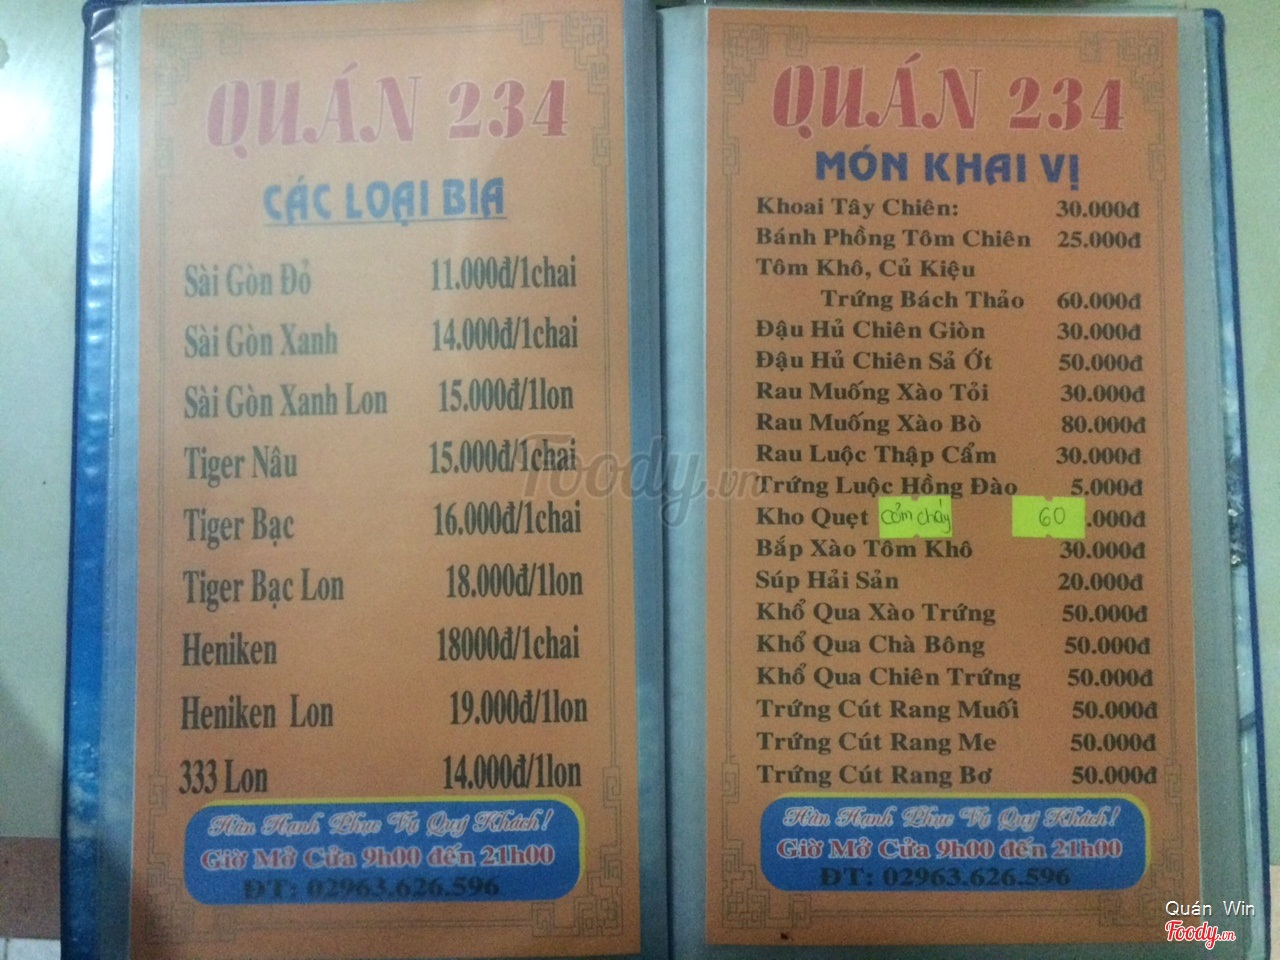 QUÁN 234
CÁC LOẠI BIA
Sài Gòn Đỏ 11.000đ/1chai
Sài Gòn Xanh 14.000đ/1chai
Sài Gòn Xanh Lon 15.000đ/1lon
Tiger Nâu 15.000đ/1chai
Tiger Bạc 16.000đ/1chai
Tiger Bạc Lon 18.000đ/1lon
Heniken 18000đ/1chai
Heniken Lon 19.000đ/1lon
333 Lon 14.000đ/1lon
Hân Hạnh Phục Vụ Quý Khách!
Giờ Mở Cửa 9h00 đến 21h00
ĐT: 02963.626.596
QUÁN 234
MÓN KHAI VỊ
Khoai Tây Chiên: 30.000đ
Bánh Phồng Tôm Chiên 25.000đ
Tôm Khô, Củ Kiệu
Trứng Bách Thảo 60.000đ
Đậu Hủ Chiên Giòn 30.000đ
Đậu Hủ Chiên Sả Ớt 50.000đ
Rau Muống Xào Tỏi 30.000đ
Rau Muống Xào Bò 80.000đ
Rau Luộc Thập Cẩm 30.000đ
Trứng Luộc Hồng Đào 5.000đ
Kho Quẹt cơm cháy 60.000đ
Bắp Xào Tôm Khô 30.000đ
Súp Hải Sản 20.000đ
Khổ Qua Xào Trứng 50.000đ
Khổ Qua Chà Bông 50.000đ
Khổ Qua Chiên Trứng 50.000đ
Trứng Cút Rang Muối 50.000đ
Trứng Cút Rang Me 50.000đ
Trứng Cút Rang Bơ 50.000đ
Hân Hạnh Phục Vụ Quý Khách!
Giờ Mở Cửa 9h00 đến 21h00
ĐT: 02963.626.596
Foody.vn
Quán Win
Foody.vn